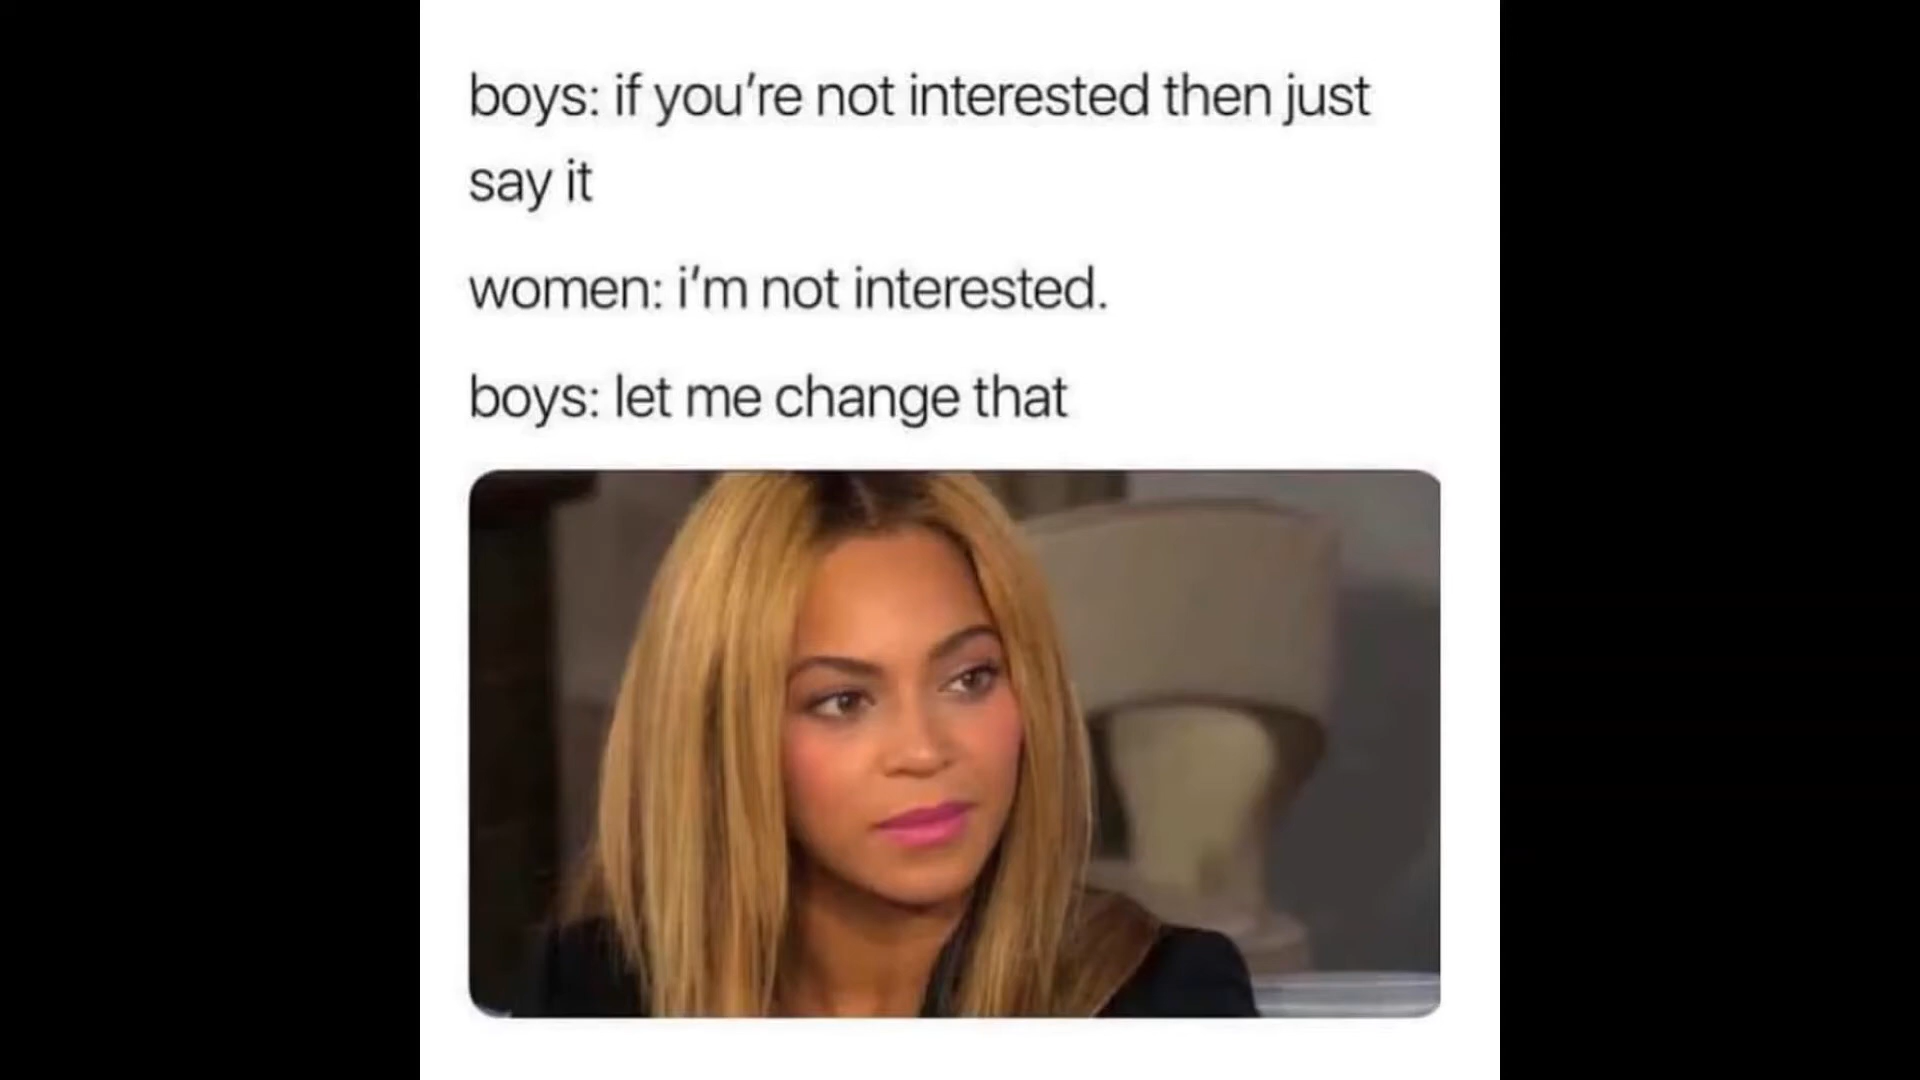 boys: if you're not interested then just
say it
women: i'm not interested.
boys: let me change that